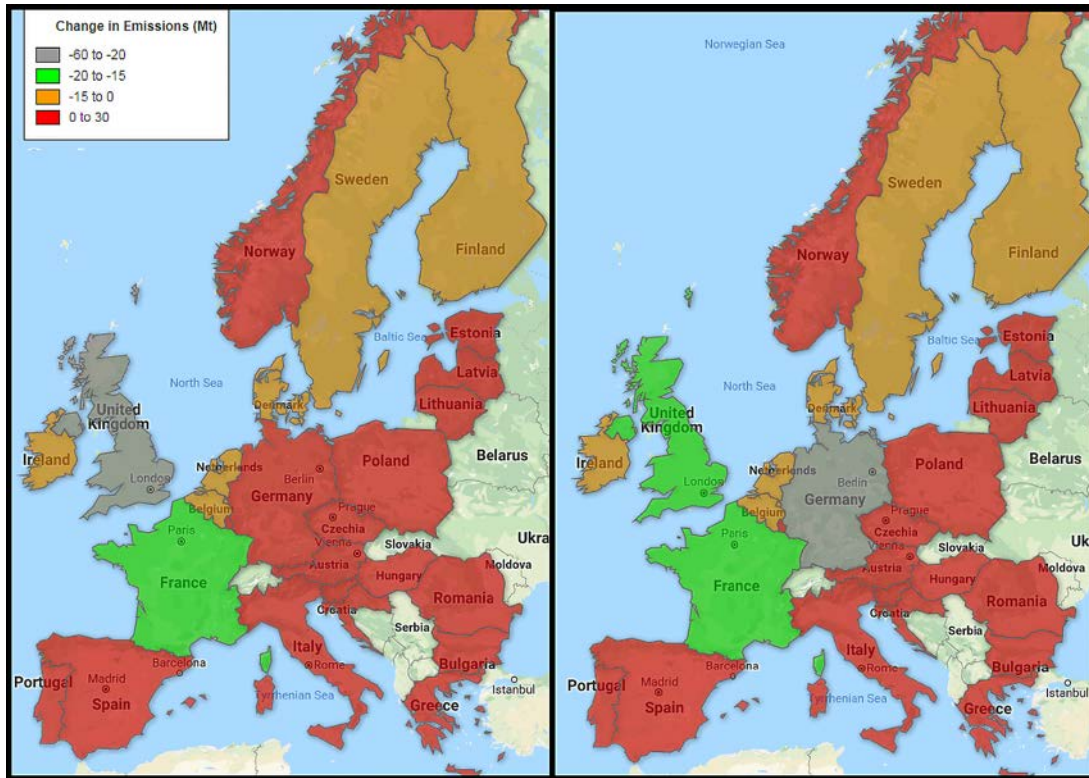 Change in Emissions (Mt)
-60 to -20
-20 to -15
-15 to 0
0 to 30
Sweden
Finland
Norway
Estonia
Baltic Sea
Latvia
North Sea
Denmark
Lithuania
United
Kingdom
Ireland
Belarus
Netherlands
Berlin
Poland
London
Germany
Belgium
Prague
Paris
Czechia
Ukra
Vienna
Slovakia
Austria
Moldova
France
Hungary
Romania
Croatia
Serbia
Italy
Barcelona
Rome
Bulgaria
Portugal
Madrid
Istanbul
Tyrrhenian Sea
Spain
Greece
Norwegian Sea
Sweden
Finland
Norway
Estonia
Baltic Sea
Latvia
North Sea
Denmark
Lithuania
United
Kingdom
Ireland
Belarus
Netherlands
Berlin
Poland
London
Germany
Belgium
Prague
Paris
Czechia
Uk
Vienna
Slovakia
Austria
Moldova
France
Hungary
Romania
Croatia
Serbia
Italy
Barcelona
Rome
Bulgaria
Portugal
Madrid
Istanbul
Tyrrhenian Sea
Spain
Greece